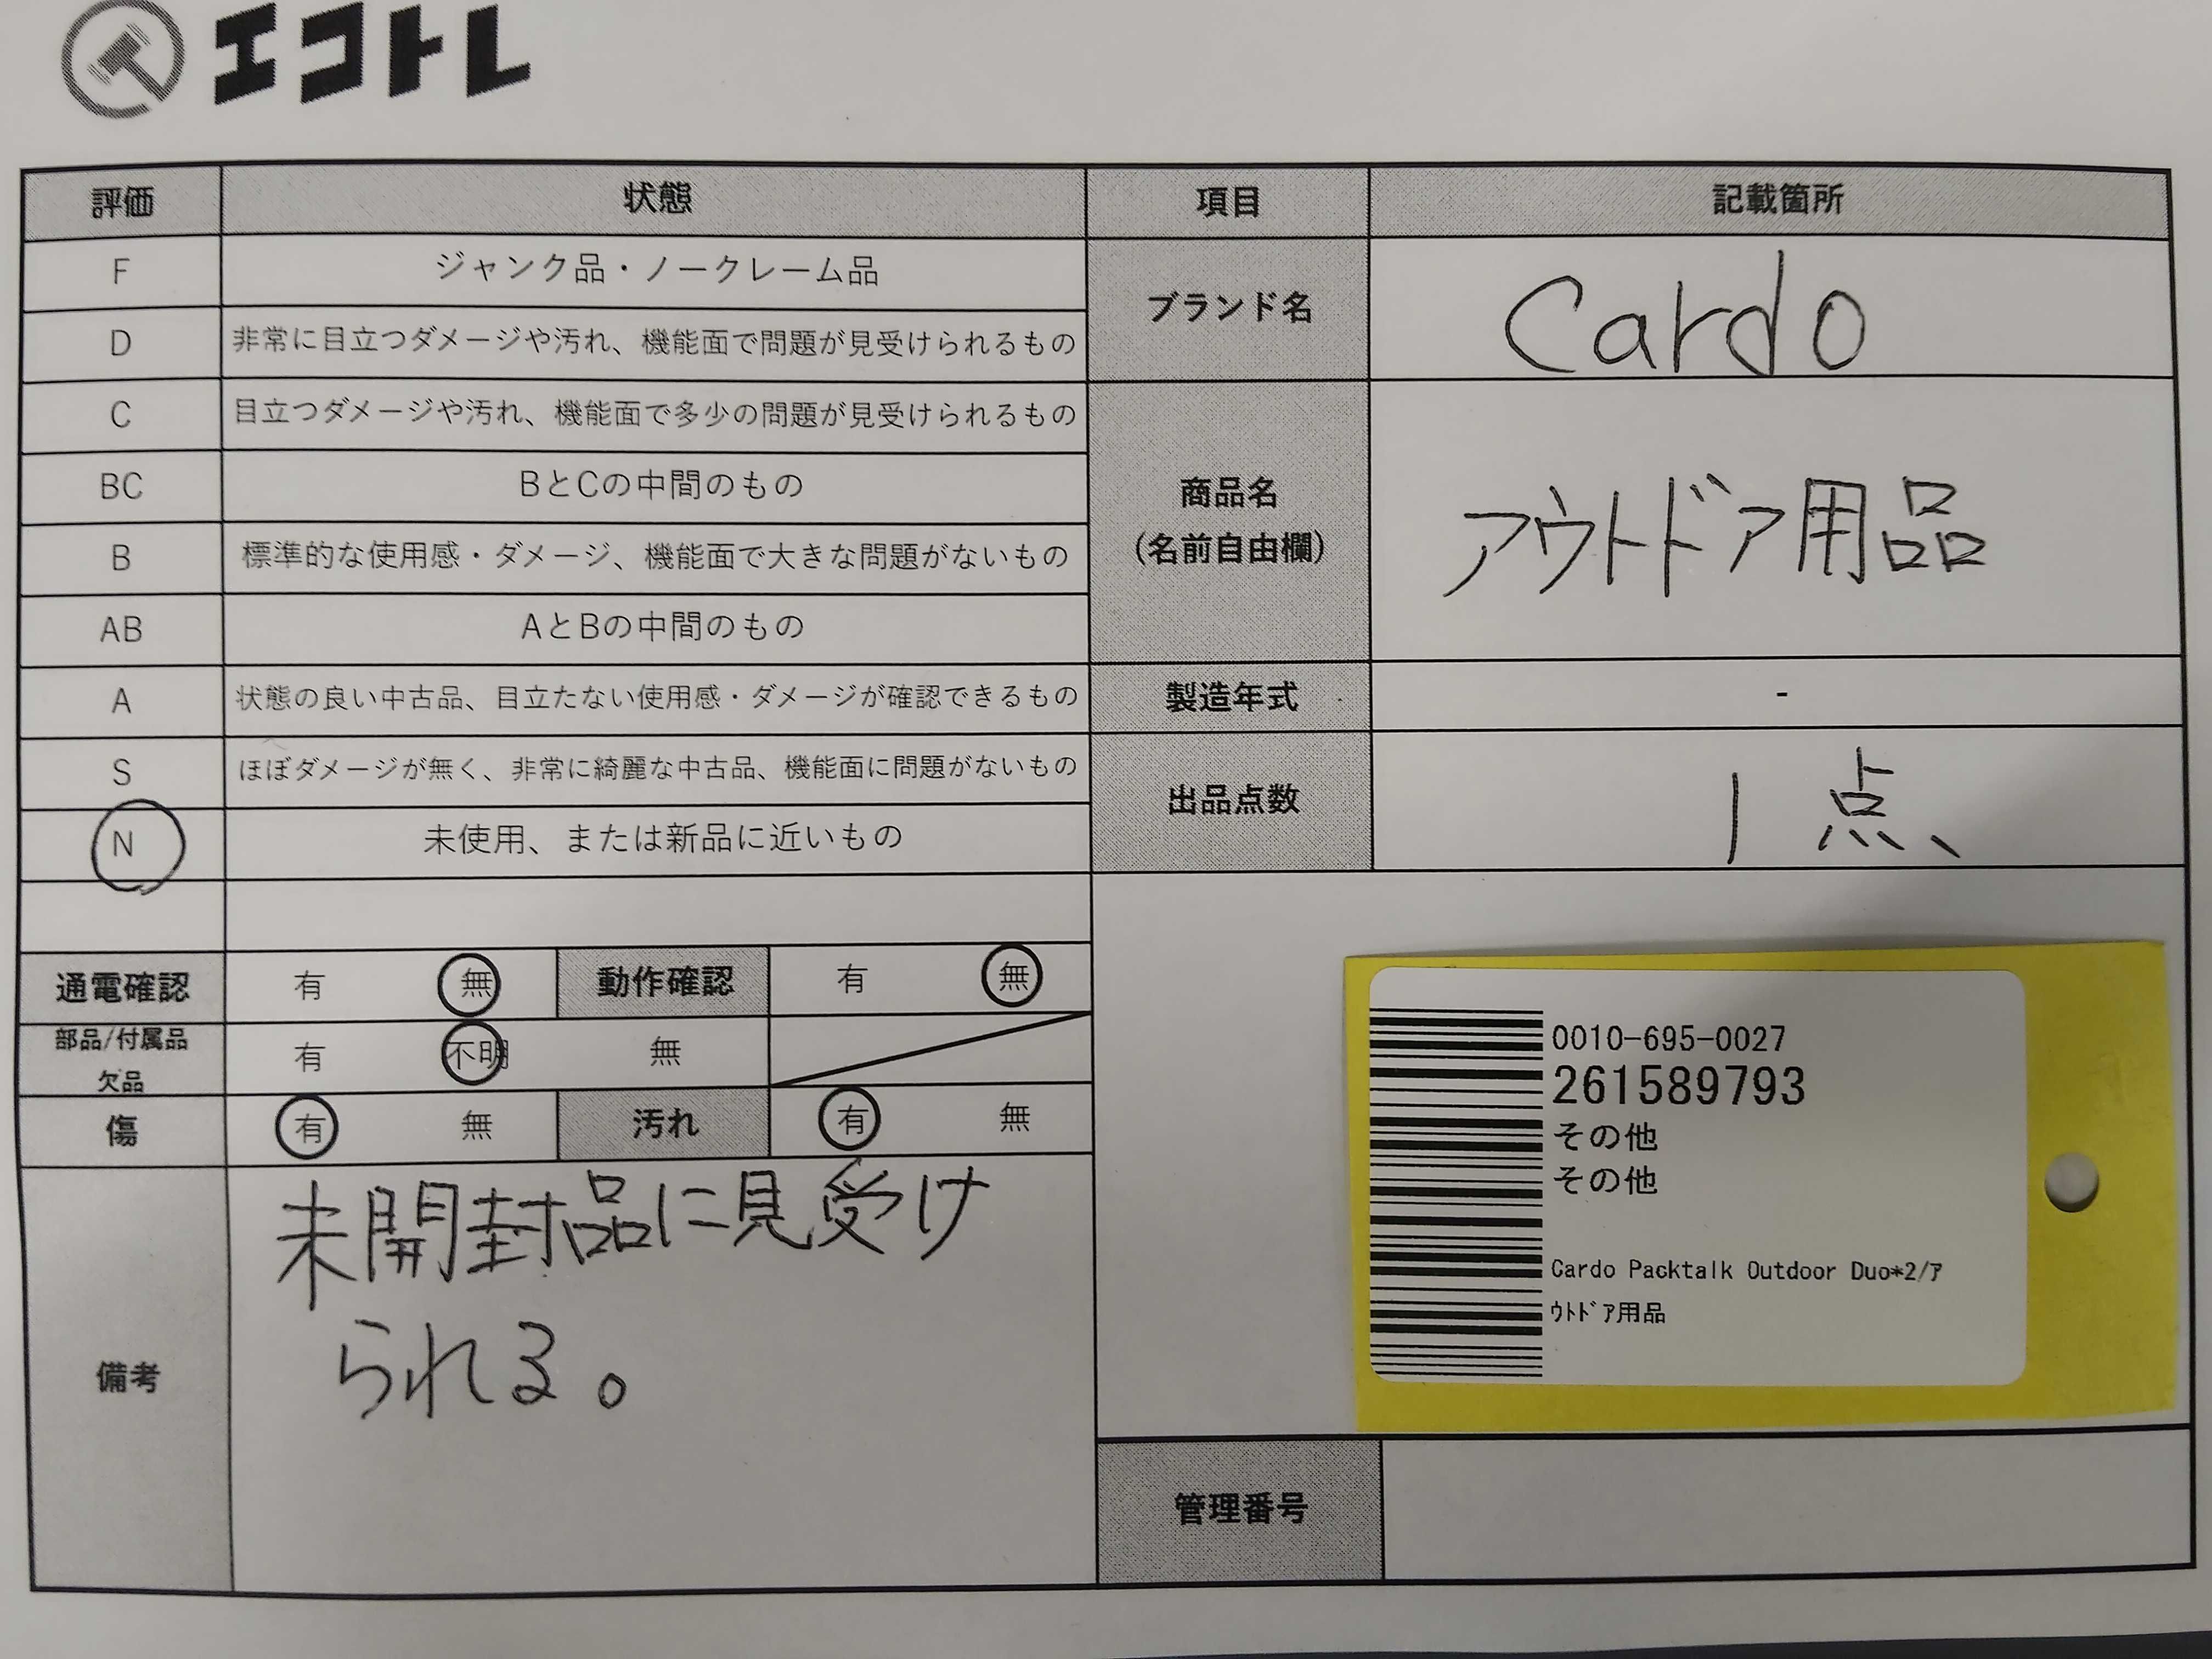 エコトレ
評価 状態 項目 記載箇所
F ジャンク品・ノークレーム品
D 非常に目立つダメージや汚れ、機能面で問題が見受けられるもの
C 目立つダメージや汚れ、機能面で多少の問題が見受けられるもの
BC BとCの中間のもの
B 標準的な使用感・ダメージ、機能面で大きな問題がないもの
AB AとBの中間のもの
A 状態の良い中古品、目立たない使用感・ダメージが確認できるもの
S ほぼダメージが無く、非常に綺麗な中古品、機能面に問題がないもの
N 未使用、または新品に近いもの
ブランド名 Cardo
商品名
(名前自由欄)
アウトドア用品
製造年式 -
出品点数 1点
通電確認 有 無 動作確認 有 無
部品/付属品
欠品
有 不明 無
傷 有 無 汚れ 有 無
備考
未開封品に見受け
られる。
0010-695-0027
261589793
その他
その他
Cardo Packtalk Outdoor Duo*2/ｱ
ｳﾄﾄﾞｱ用品
管理番号